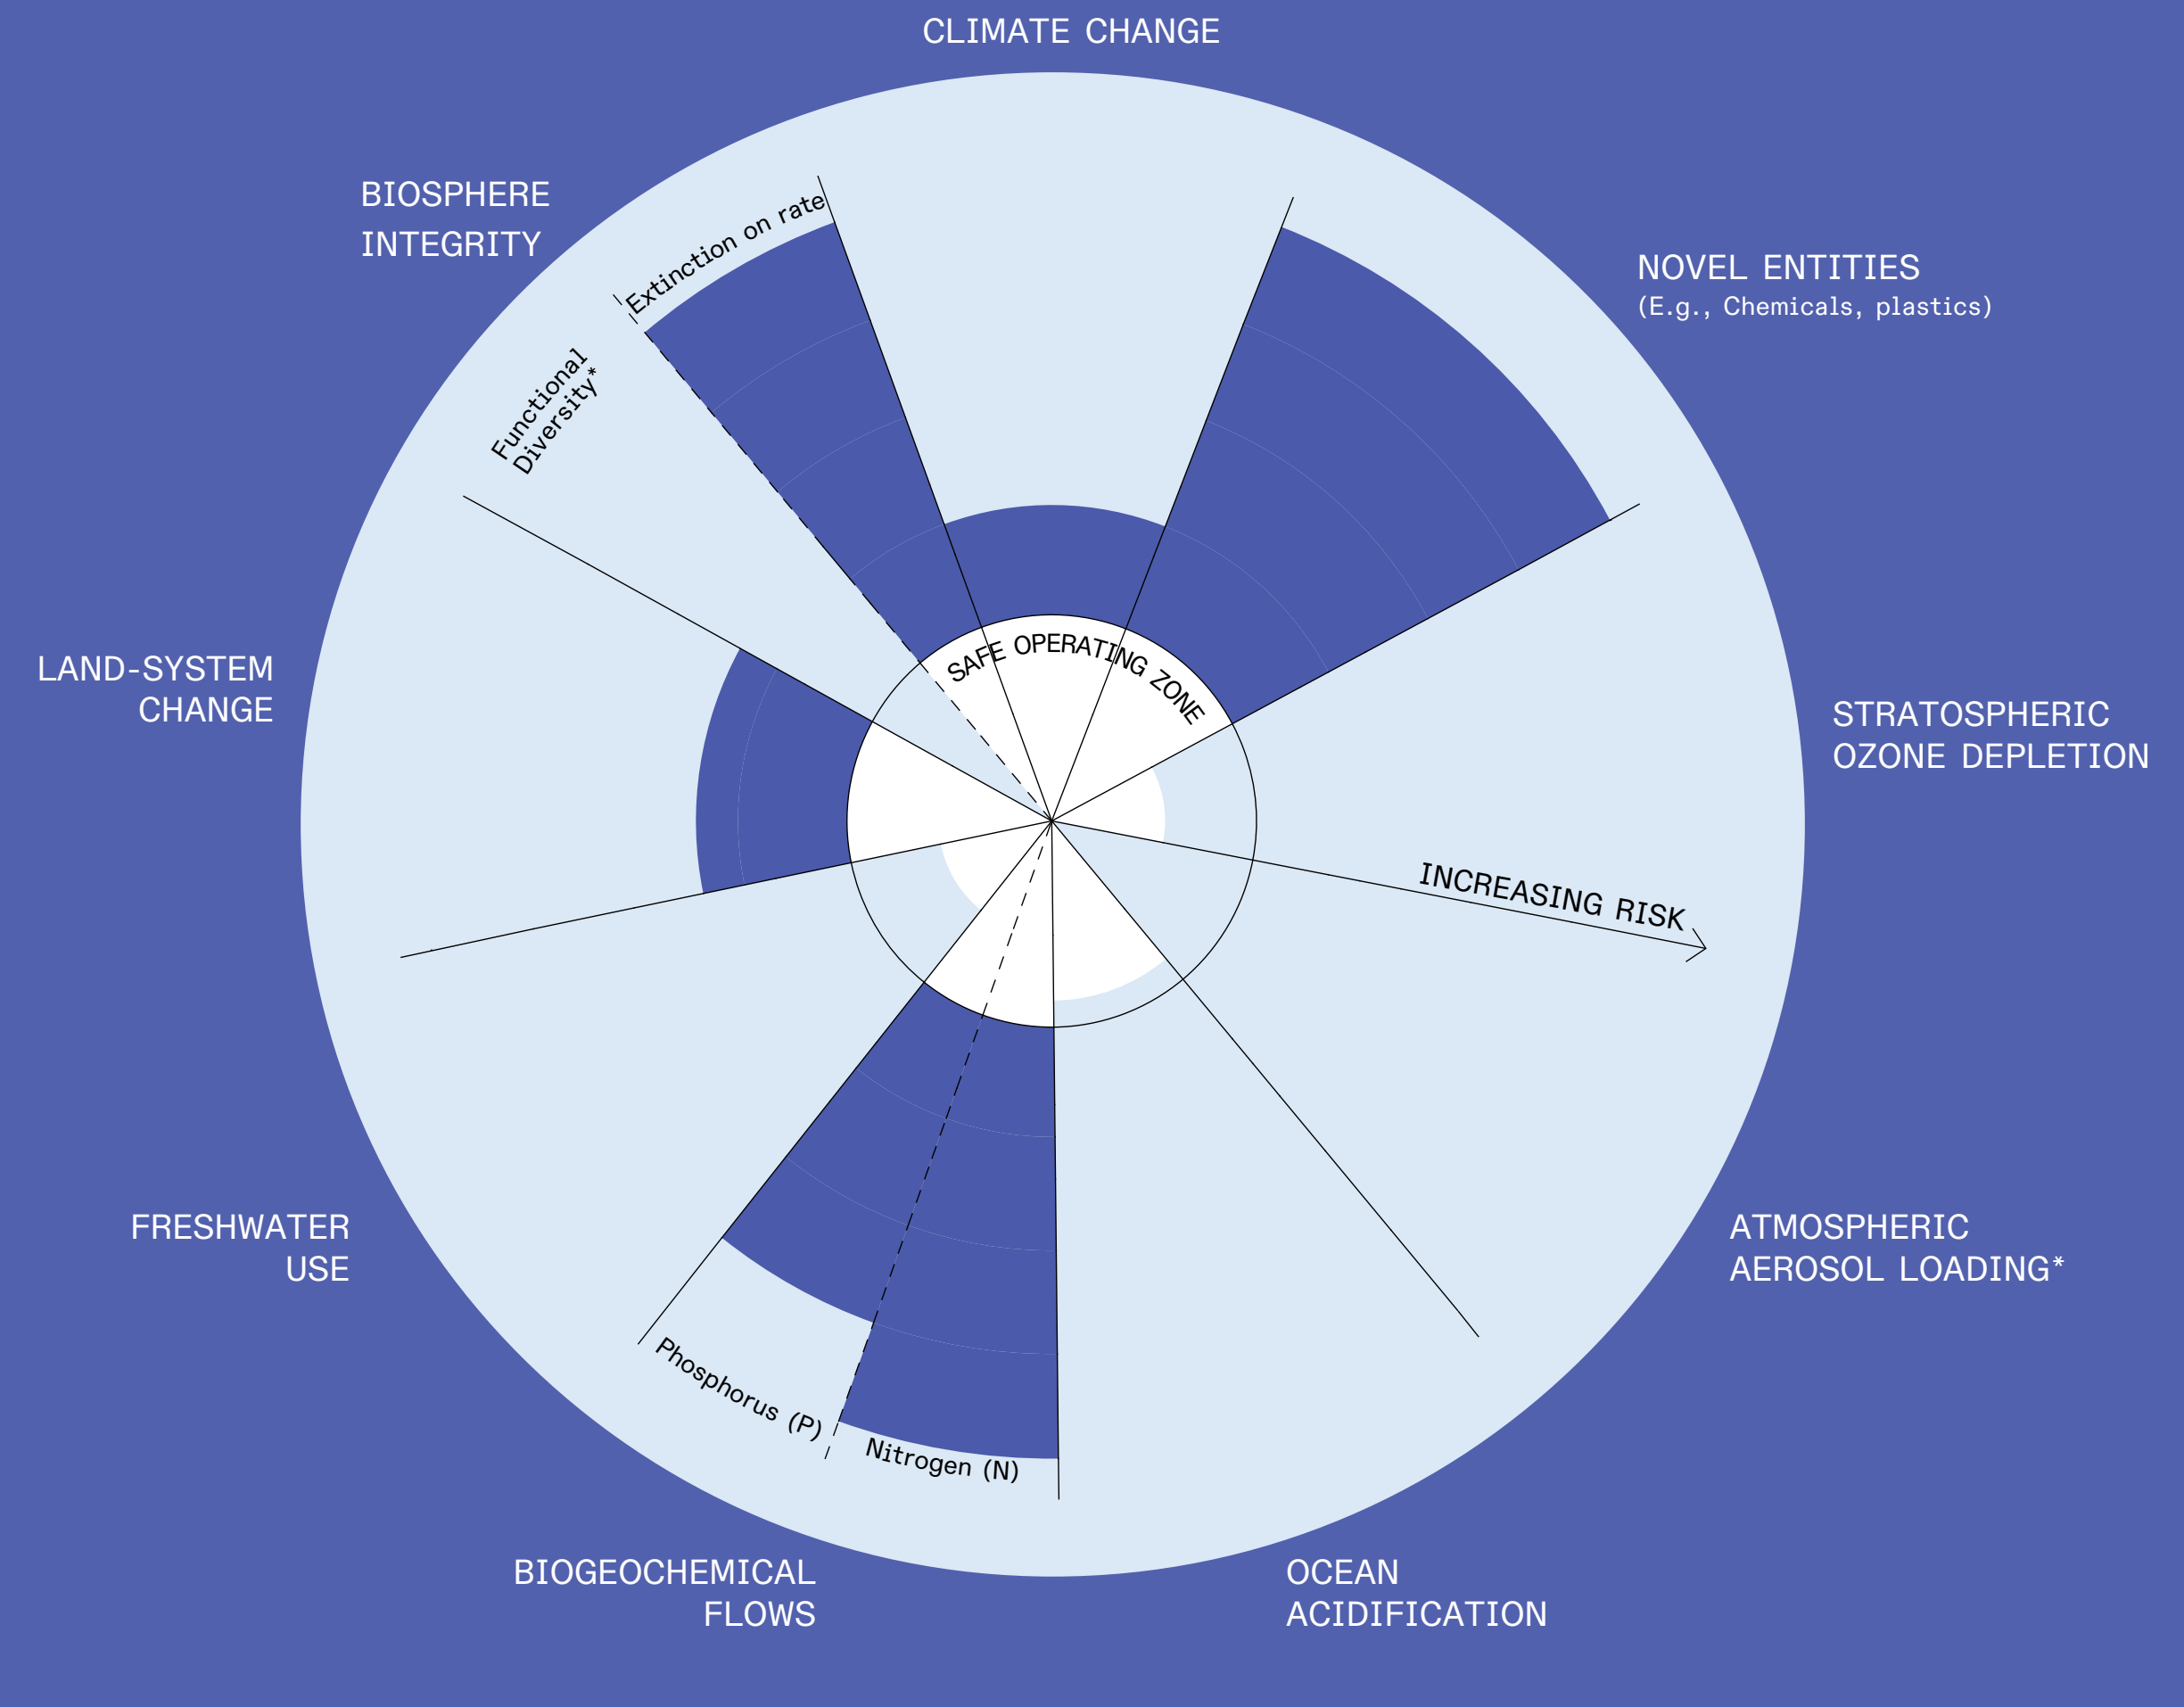 CLIMATE CHANGE
BIOSPHERE
INTEGRITY
Extinction on rate
Functional
Diversity*
NOVEL ENTITIES
(E.g., Chemicals, plastics)
SAFE OPERATING ZONE
LAND-SYSTEM
CHANGE
STRATOSPHERIC
OZONE DEPLETION
INCREASING RISK
FRESHWATER
USE
ATMOSPHERIC
AEROSOL LOADING*
Phosphorus (P)
Nitrogen (N)
BIOGEOCHEMICAL
FLOWS
OCEAN
ACIDIFICATION